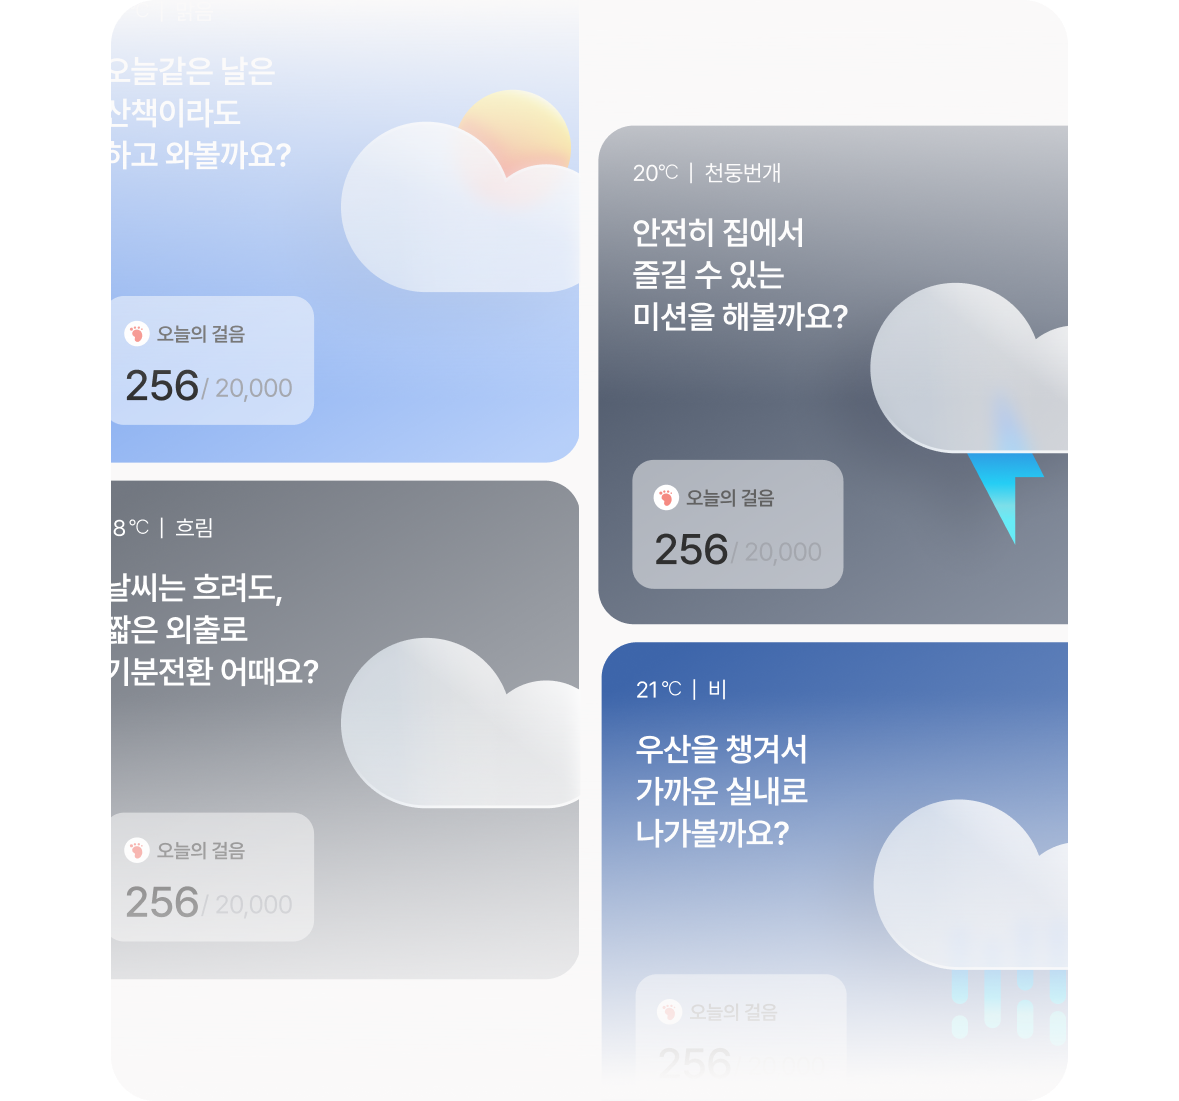 오늘같은 날은
산책이라도
하고 와볼까요?
오늘의 걸음
256 / 20,000
8℃ | 흐림
날씨는 흐려도,
짧은 외출로
기분전환 어때요?
오늘의 걸음
256 / 20,000
20℃ | 천둥번개
안전히 집에서
즐길 수 있는
미션을 해볼까요?
오늘의 걸음
256 / 20,000
21℃ | 비
우산을 챙겨서
가까운 실내로
나가볼까요?
오늘의 걸음
256